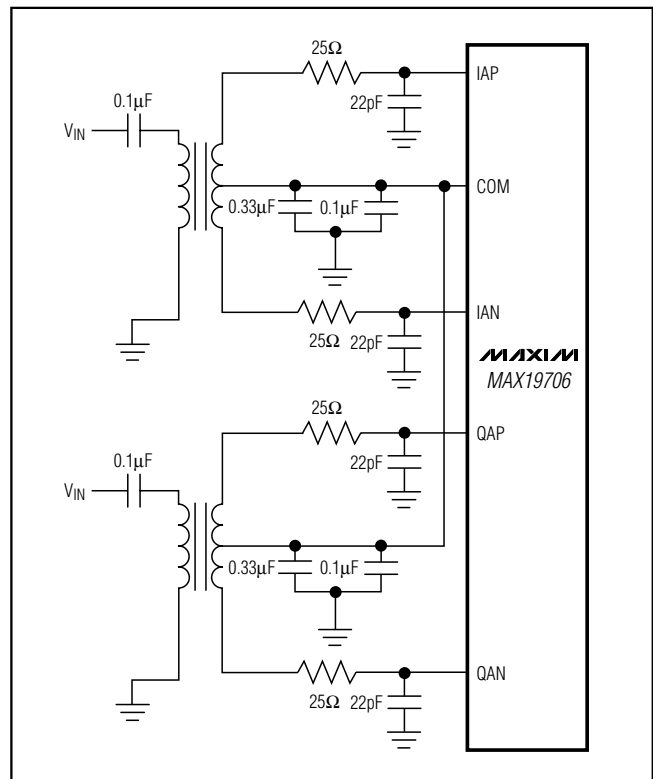 25Ω
IAP
22pF
0.1μF
VIN
COM
0.33μF 0.1μF
IAN
25Ω 22pF
MAXIM
MAX19706
25Ω
QAP
22pF
0.1μF
VIN
0.33μF 0.1μF
QAN
25Ω 22pF